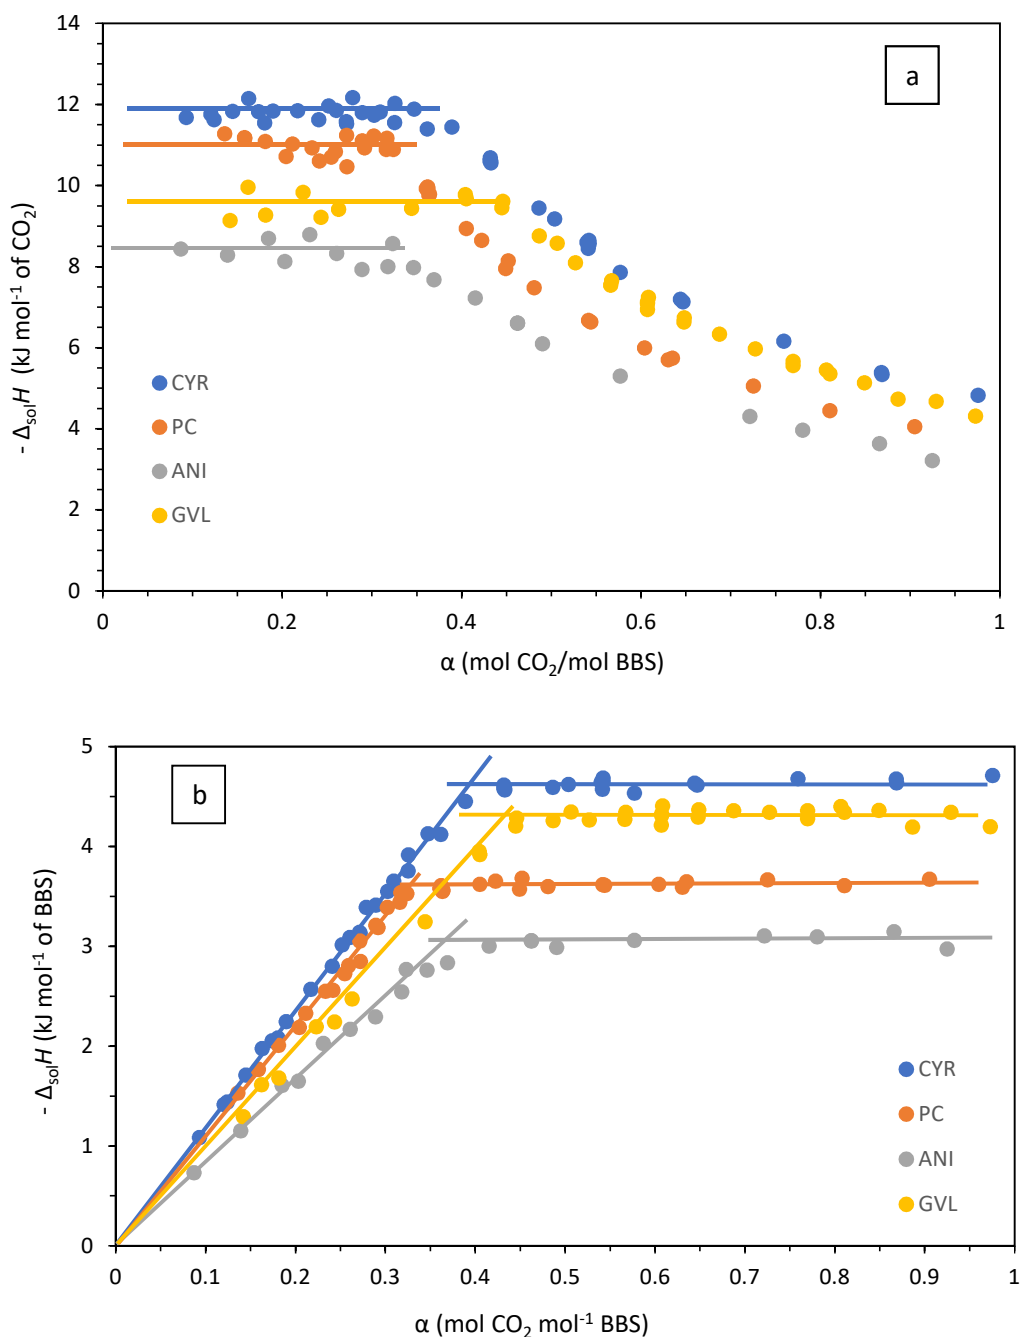 14
a
12
10
8
6
4
2
0
- ΔsolH (kJ mol-1 of CO2)
CYR
PC
ANI
GVL
0 0.2 0.4 0.6 0.8 1
α (mol CO2/mol BBS)
5
b
4
3
2
1
0
- ΔsolH (kJ mol-1 of BBS)
CYR
PC
ANI
GVL
0 0.1 0.2 0.3 0.4 0.5 0.6 0.7 0.8 0.9 1
α (mol CO2 mol-1 BBS)